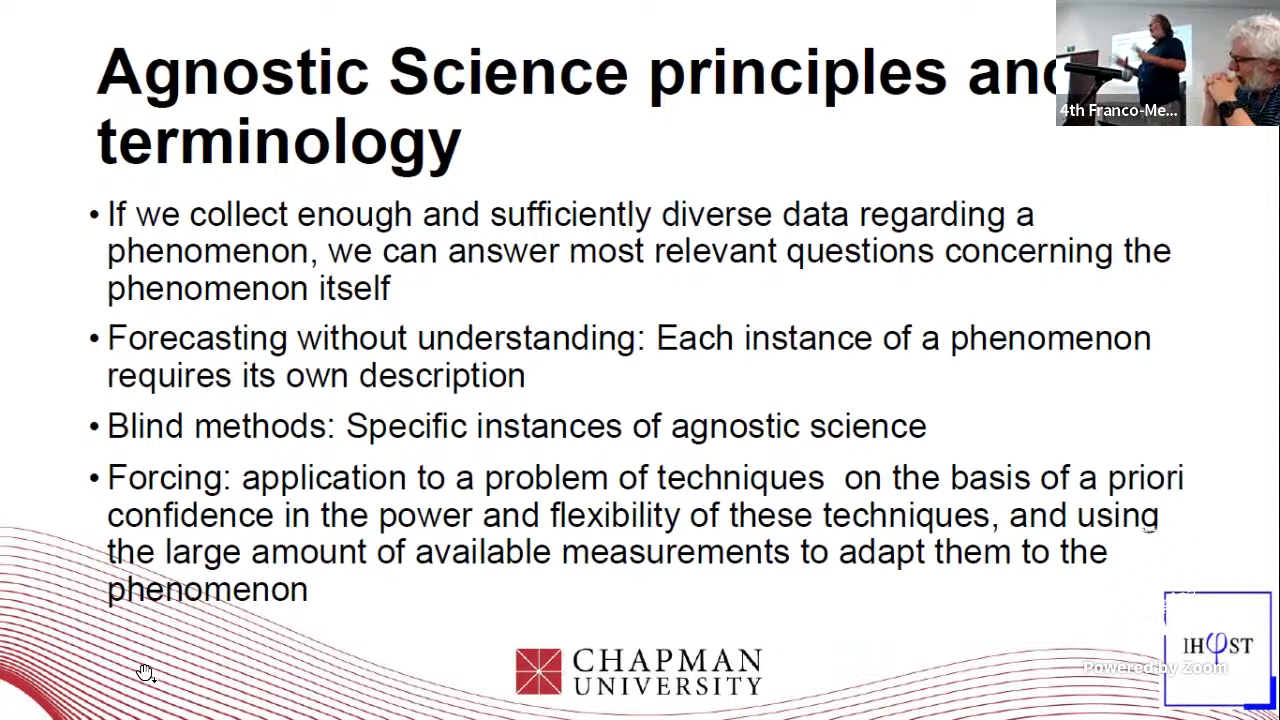 Agnostic Science principles and
terminology
4th Franco-Me...
• If we collect enough and sufficiently diverse data regarding a
phenomenon, we can answer most relevant questions concerning the
phenomenon itself
• Forecasting without understanding: Each instance of a phenomenon
requires its own description
• Blind methods: Specific instances of agnostic science
• Forcing: application to a problem of techniques  on the basis of a priori
confidence in the power and flexibility of these techniques, and using
the large amount of available measurements to adapt them to the
phenomenon
CHAPMAN
UNIVERSITY
IHφST
Powered by Zoom